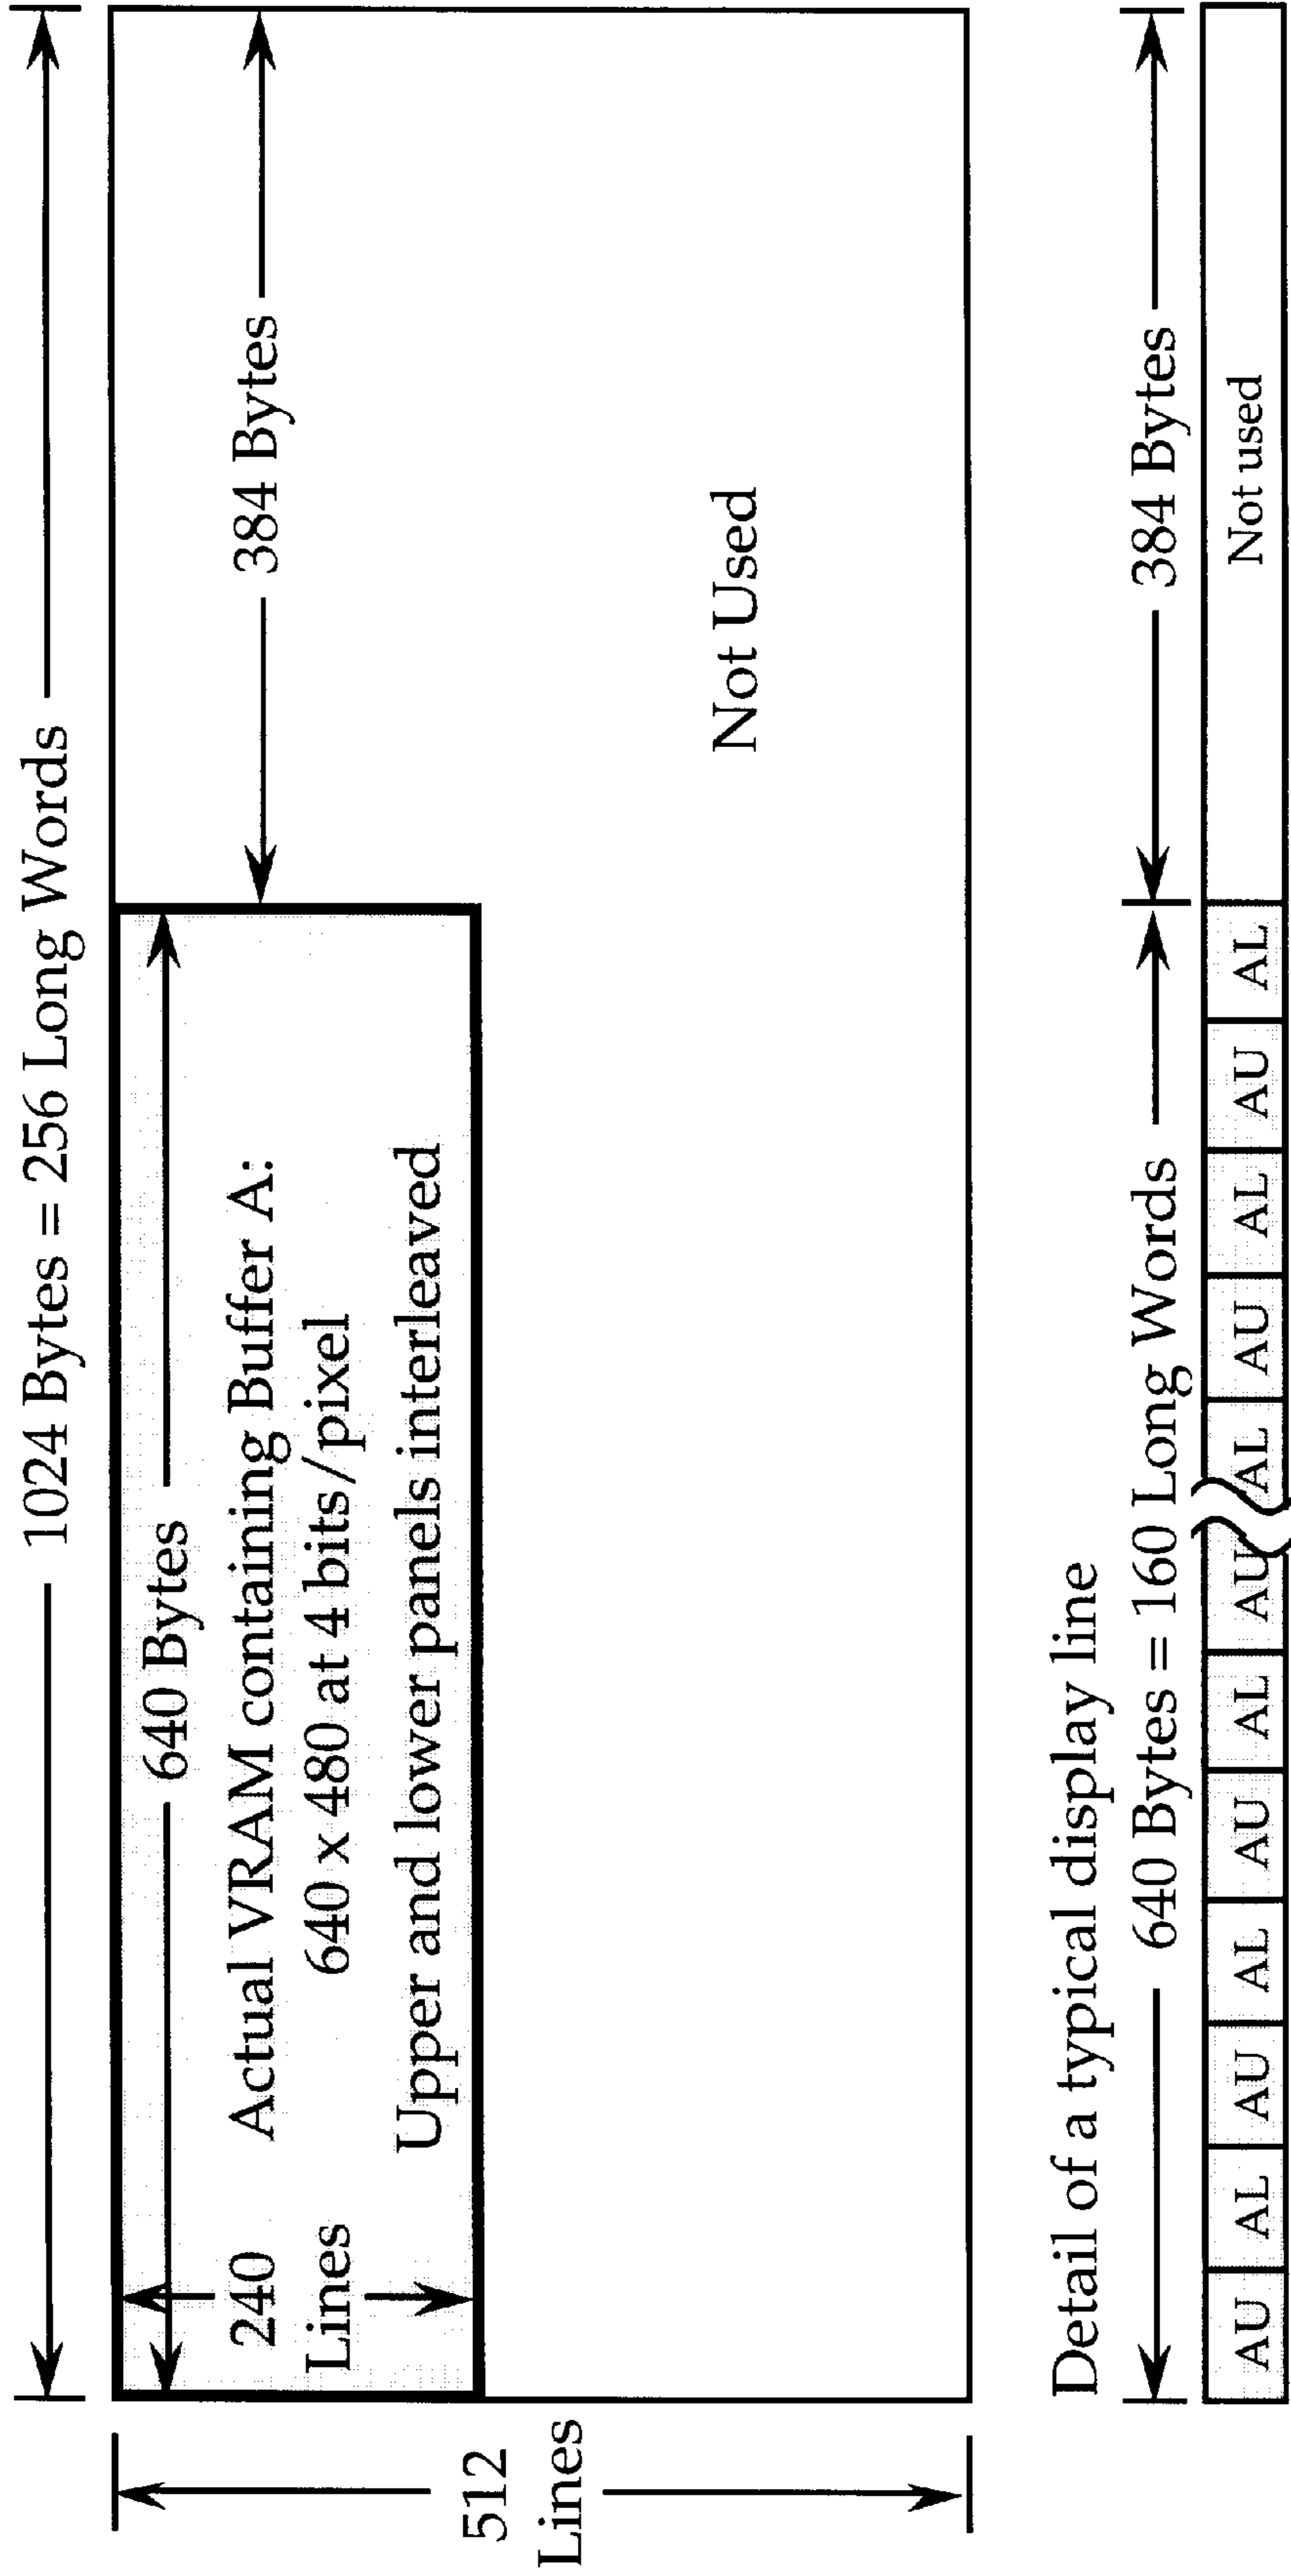 1024 Bytes = 256 Long Words
640 Bytes
384 Bytes
240
Lines
Actual VRAM containing Buffer A:
640 x 480 at 4 bits/pixel
Upper and lower panels interleaved
512
Lines
Not Used
Detail of a typical display line
640 Bytes = 160 Long Words
384 Bytes
AU AL AU AL AU AL AU AL AU AL AU AL Not used